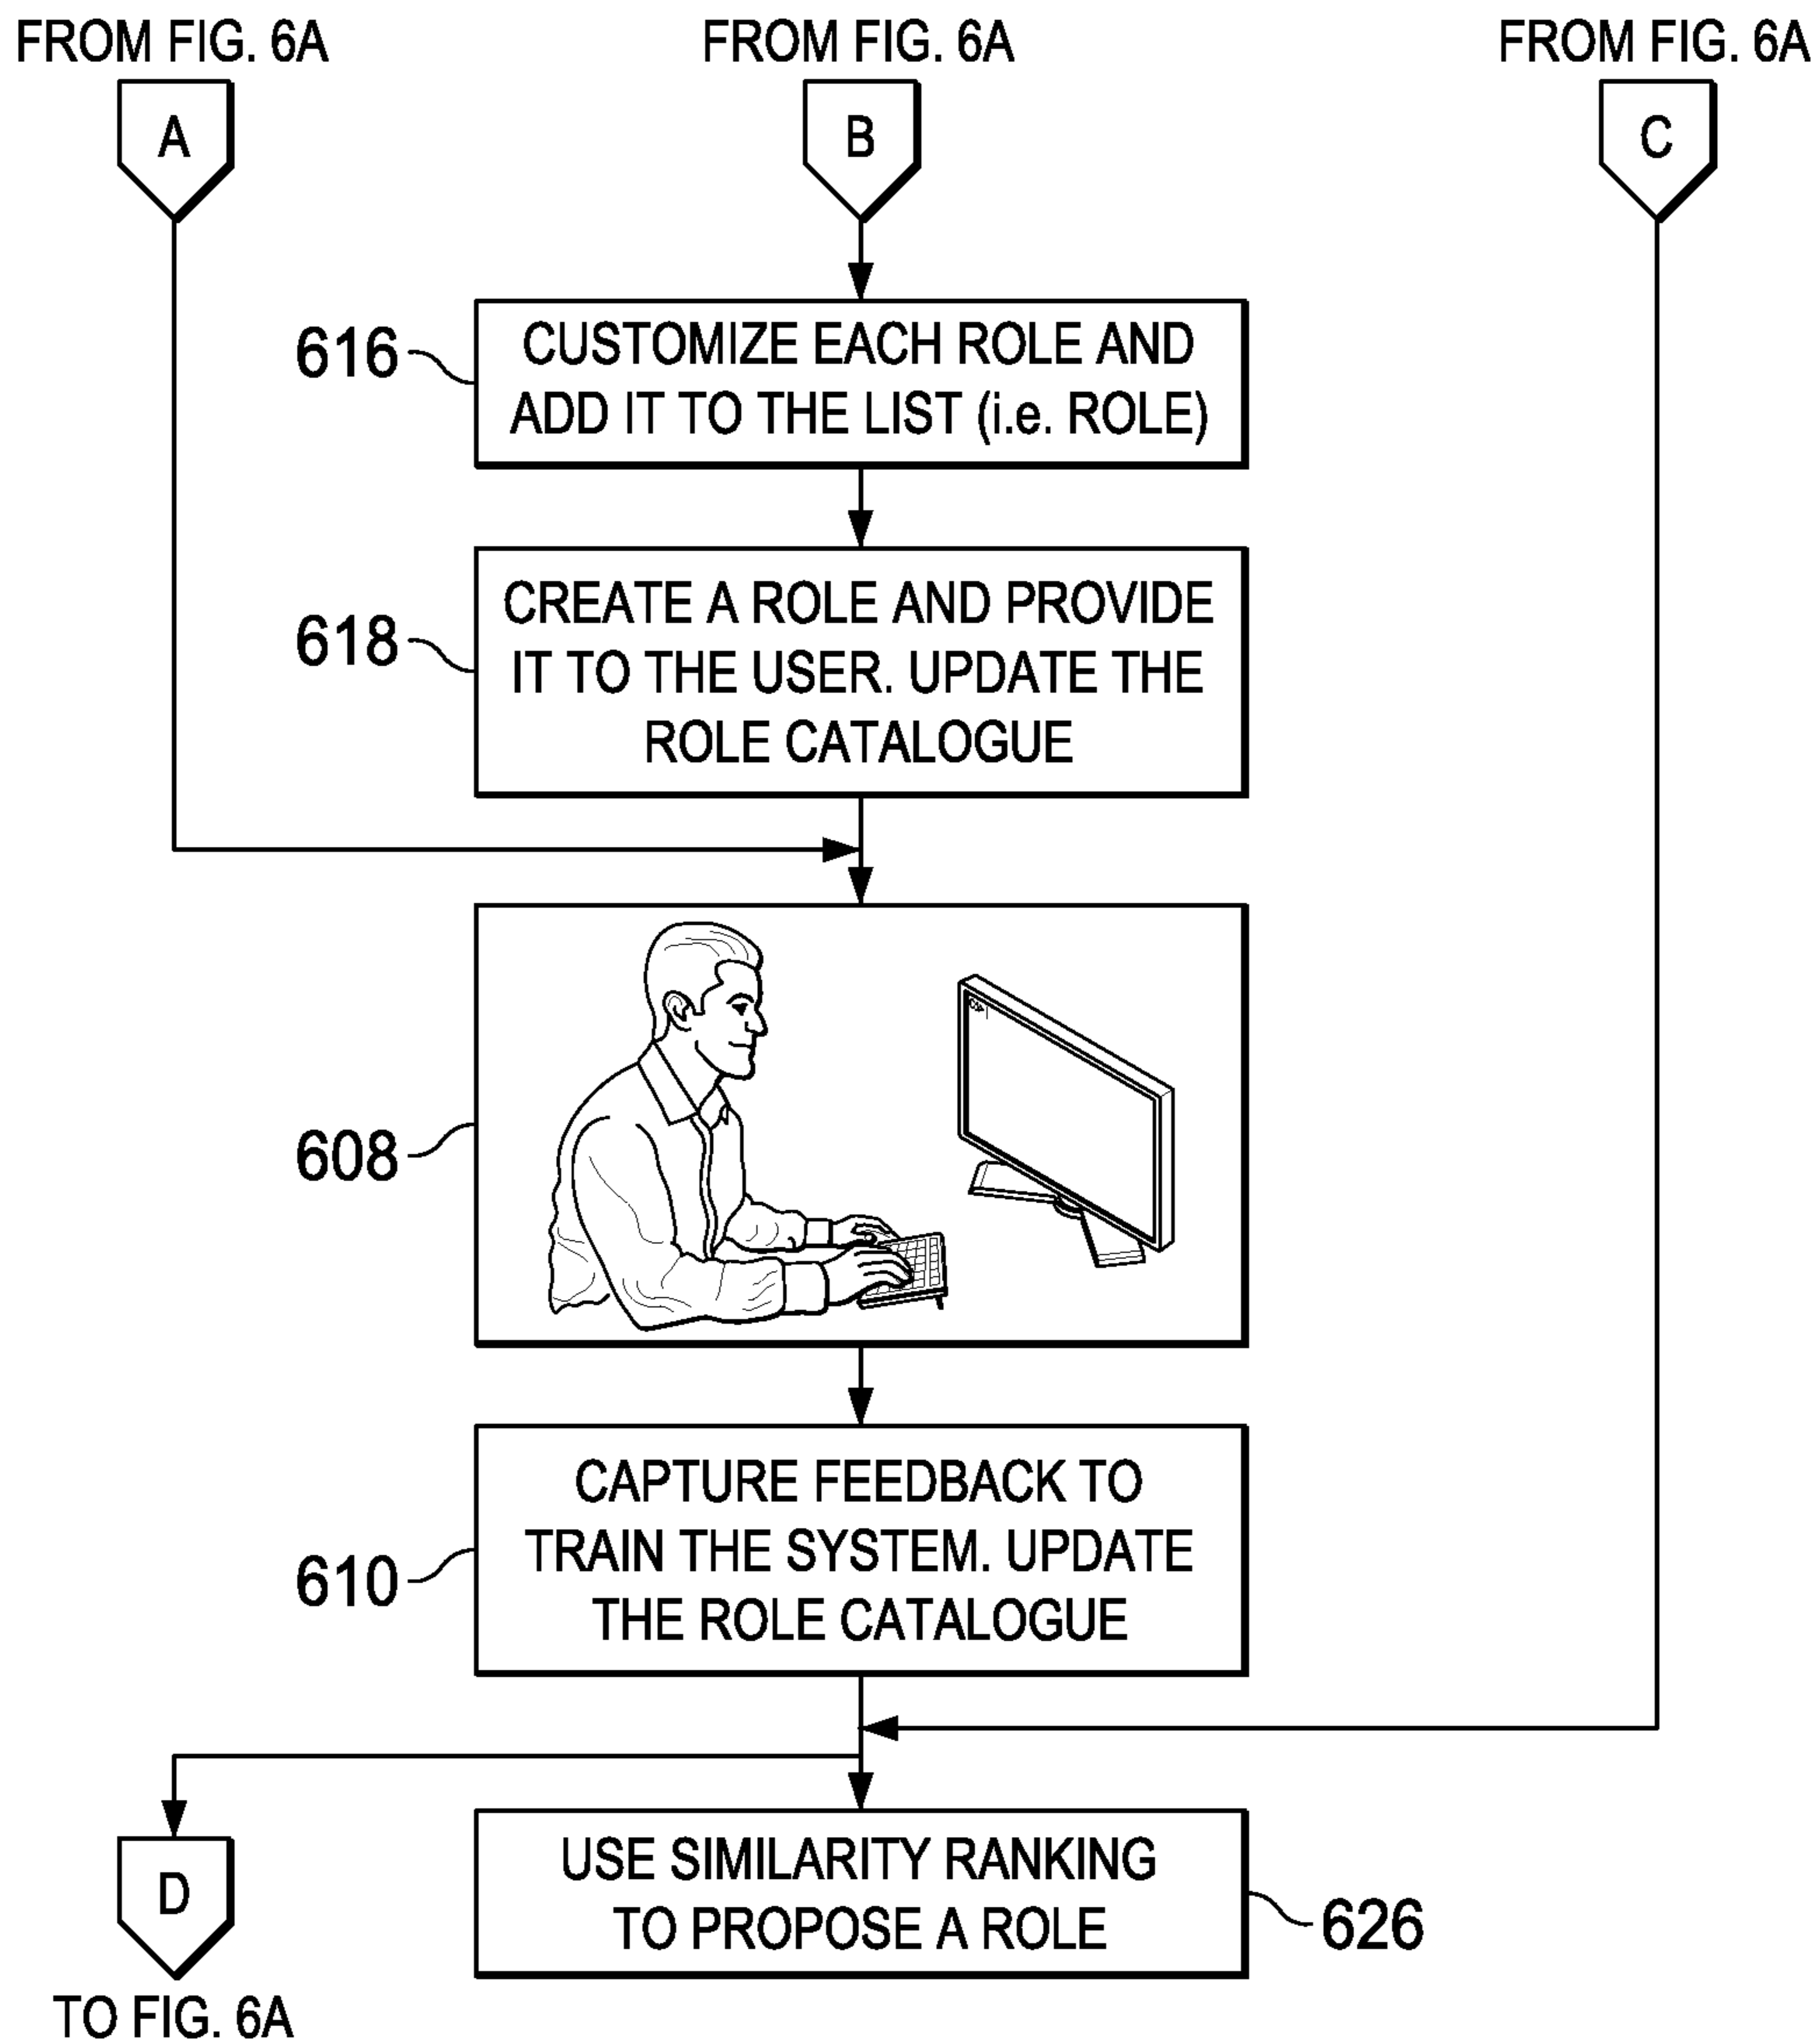 FROM FIG. 6A
FROM FIG. 6A
FROM FIG. 6A
A
B
C
616
CUSTOMIZE EACH ROLE AND
ADD IT TO THE LIST (i.e. ROLE)
618
CREATE A ROLE AND PROVIDE
IT TO THE USER. UPDATE THE
ROLE CATALOGUE
608
610
CAPTURE FEEDBACK TO
TRAIN THE SYSTEM. UPDATE
THE ROLE CATALOGUE
D
TO FIG. 6A
USE SIMILARITY RANKING
TO PROPOSE A ROLE
626